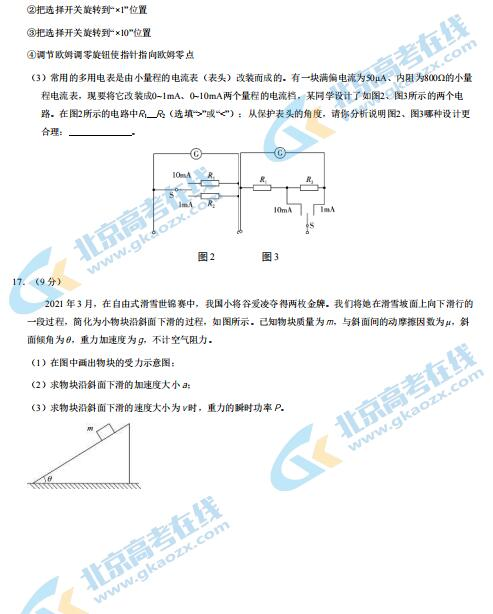 ②把选择开关旋转到“×1”位置
③把选择开关旋转到“×10”位置
④调节欧姆调零旋钮使指针指向欧姆零点
（3）常用的多用电表是由小量程的电流表（表头）改装而成的。有一块满偏电流为50μA、内阻为800Ω的小量
程电流表，现要将它改装成0~1mA、0~10mA两个量程的电流档，某同学设计了如图2、图3所示的两个电
路。在图2所示的电路中R₁__R₂（选填“>”或“<”）；从保护表头的角度，请你分析说明图2、图3哪种设计更
合理：____________。
G
G
10mA R₁
S
1mA R₂
R₁ R₂
10mA 1mA
S
图2 图3
17．（9分）
2021年3月，在自由式滑雪世锦赛中，我国小将谷爱凌夺得两枚金牌。我们将她在滑雪坡面上向下滑行的
一段过程，简化为小物块沿斜面下滑的过程，如图所示。已知物块质量为m，与斜面间的动摩擦因数为μ，斜
面倾角为θ，重力加速度为g，不计空气阻力。
（1）在图中画出物块的受力示意图；
（2）求物块沿斜面下滑的加速度大小a；
（3）求物块沿斜面下滑的速度大小为v时，重力的瞬时功率P。
m
θ
北京高考在线
www.gkaozx.com
北京高考在线
www.gkaozx.com
北京高考在线
www.gkaozx.com
北京高考在线
www.gkaozx.com